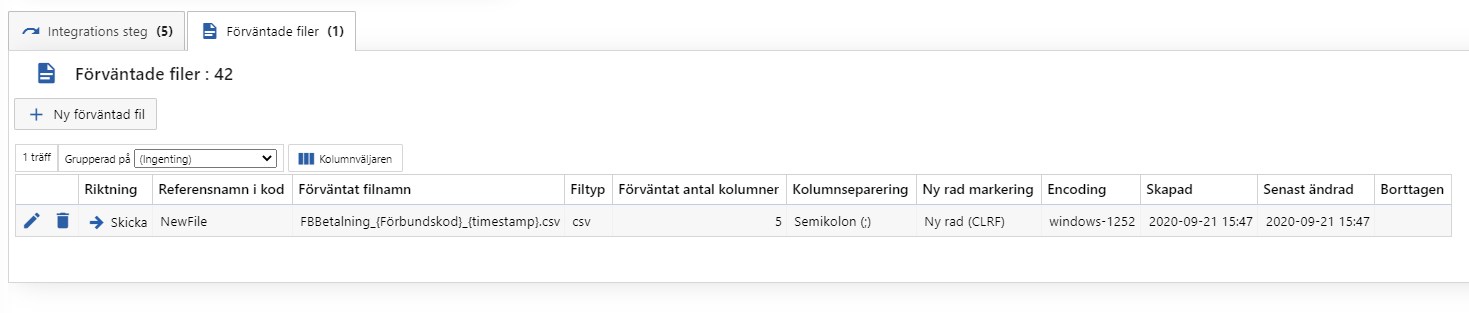 Integrations steg (5) Förväntade filer (1)
Förväntade filer : 42
Ny förväntad fil
1 träff Grupperad på (Ingenting) Kolumnväljaren
Riktning Referensnamn i kod Förväntat filnamn Filtyp Förväntat antal kolumner Kolumnseparering Ny rad markering Encoding Skapad Senast ändrad Borttagen
Skicka NewFile FBBetalning_{Förbundskod}_{timestamp}.csv csv 5 Semikolon (;) Ny rad (CLRF) windows-1252 2020-09-21 15:47 2020-09-21 15:47